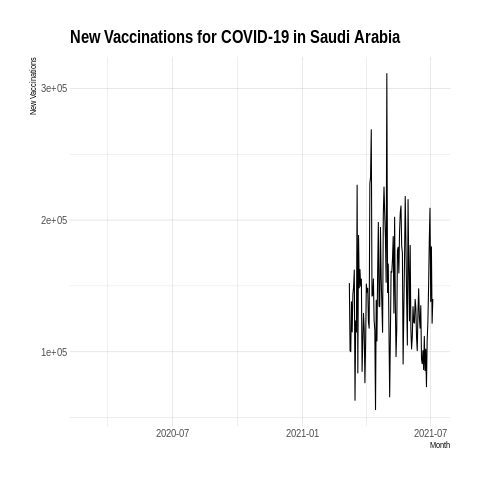 New Vaccinations for COVID-19 in Saudi Arabia
New Vaccinations
3e+05
2e+05
1e+05
2020-07
2021-01
2021-07
Month